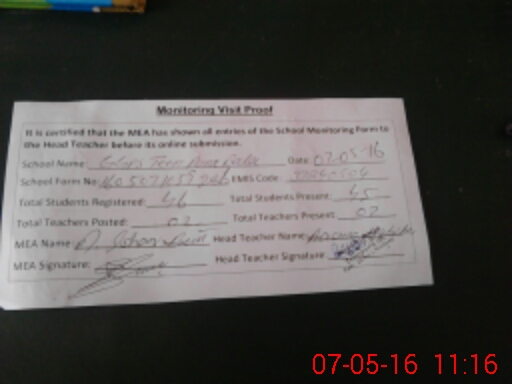 Monitoring Visit Proof
It is certified that the MEA has shown all entries of the School Monitoring Form to
the Head Teacher before its online submission.
School Name: Date 07-05-16
School Form No: EMIS Code:
Total Students Registered: 46 Total Students Present: 45
Total Teachers Posted: 02 Total Teachers Present: 02
MEA Name: Head Teacher Name:
MEA Signature: Head Teacher Signature:
07-05-16 11:16